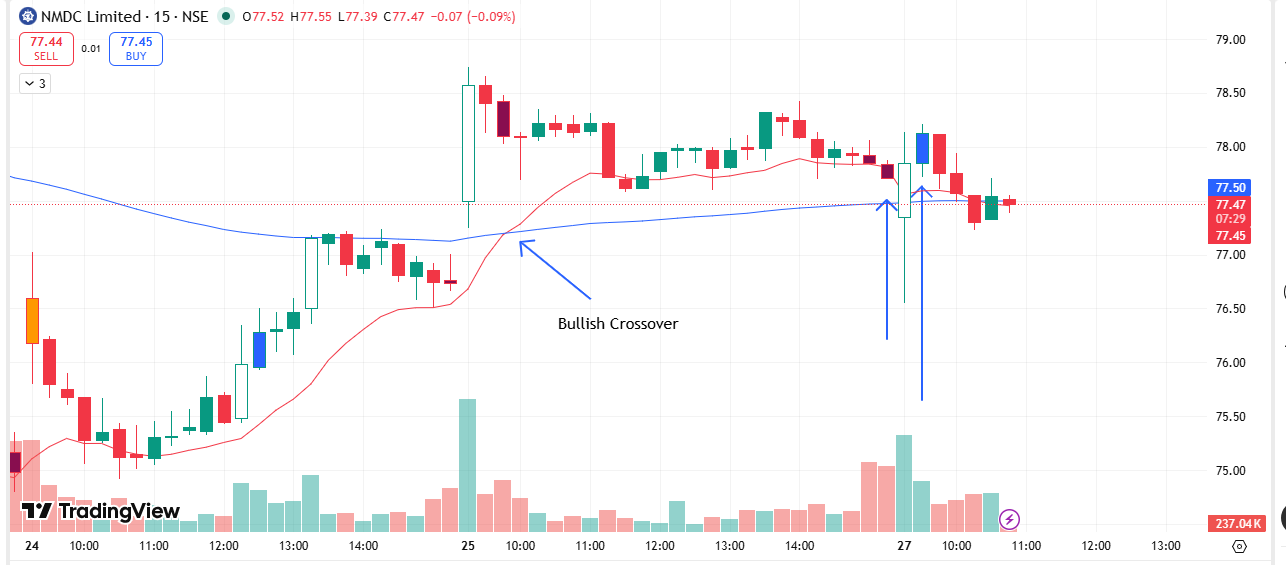 NMDC Limited · 15 · NSE O77.52 H77.55 L77.39 C77.47 −0.07 (−0.09%)
77.44 0.01 77.45
SELL BUY
3
79.00
78.50
78.00
77.50
77.47
07:29
77.45
77.00
Bullish Crossover
76.50
76.00
75.50
75.00
TradingView
237.04K
24 10:00 11:00 12:00 13:00 14:00 25 10:00 11:00 12:00 13:00 14:00 27 10:00 11:00 12:00 13:00